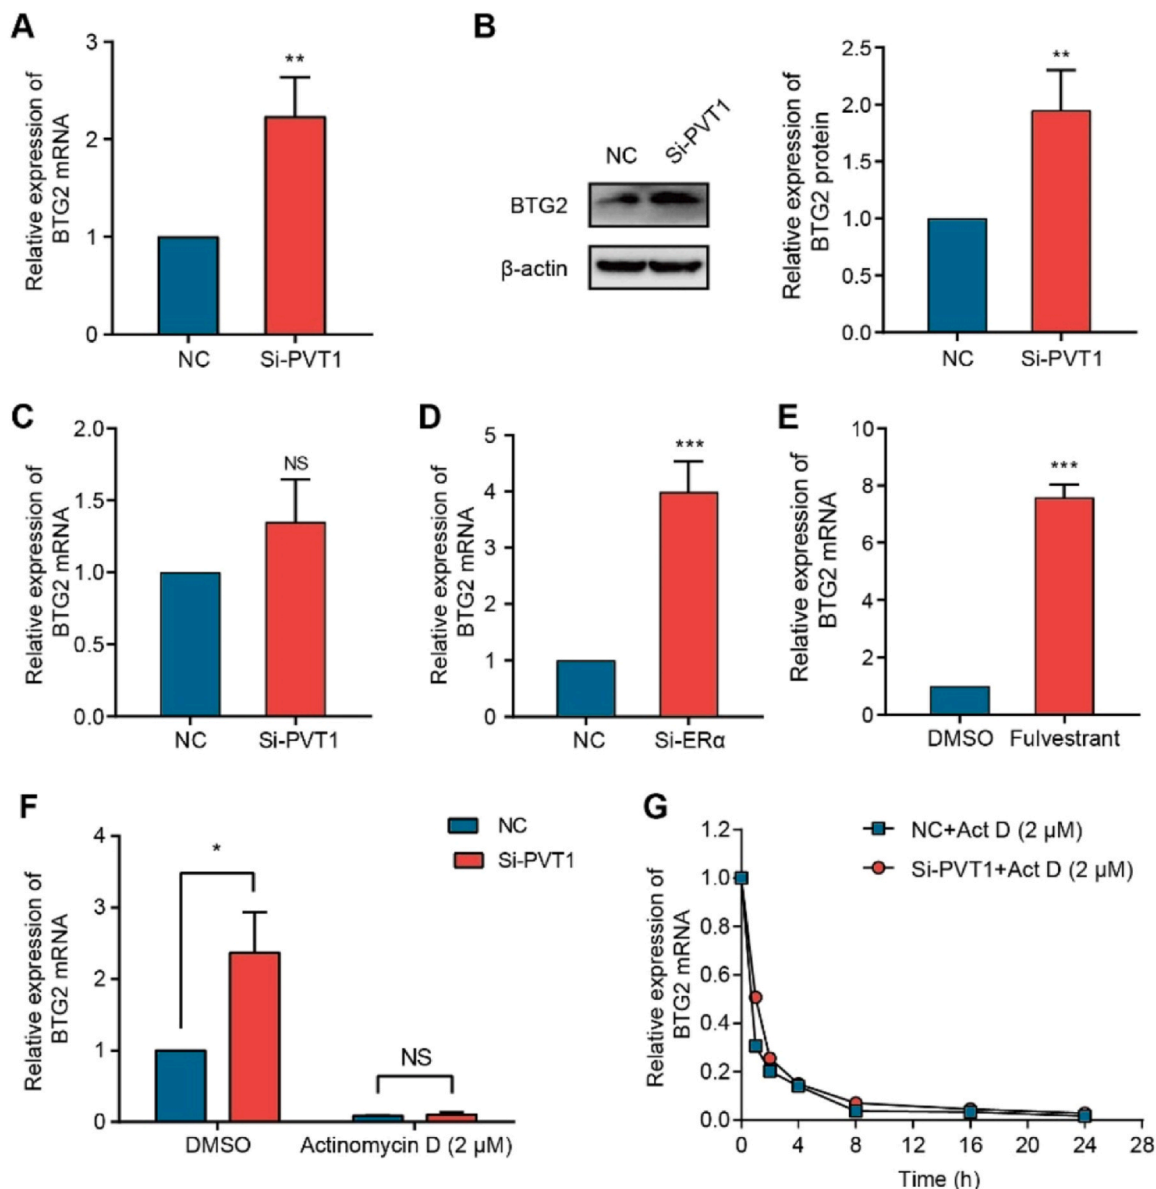 A
Relative expression of
BTG2 mRNA
3
2
1
0
**
NC
Si-PVT1
B
NC
Si-PVT1
BTG2
β-actin
Relative expression of
BTG2 protein
2.5
2.0
1.5
1.0
0.5
0.0
**
NC
Si-PVT1
C
Relative expression of
BTG2 mRNA
2.0
1.5
1.0
0.5
0.0
NS
NC
Si-PVT1
D
Relative expression of
BTG2 mRNA
5
4
3
2
1
0
***
NC
Si-ERα
E
Relative expression of
BTG2 mRNA
10
8
6
4
2
0
***
DMSO
Fulvestrant
F
NC
Si-PVT1
Relative expression of
BTG2 mRNA
4
3
2
1
0
*
NS
DMSO
Actinomycin D (2 μM)
G
NC+Act D (2 μM)
Si-PVT1+Act D (2 μM)
Relative expression of
BTG2 mRNA
1.2
1.0
0.8
0.6
0.4
0.2
0.0
0 4 8 12 16 20 24 28
Time (h)